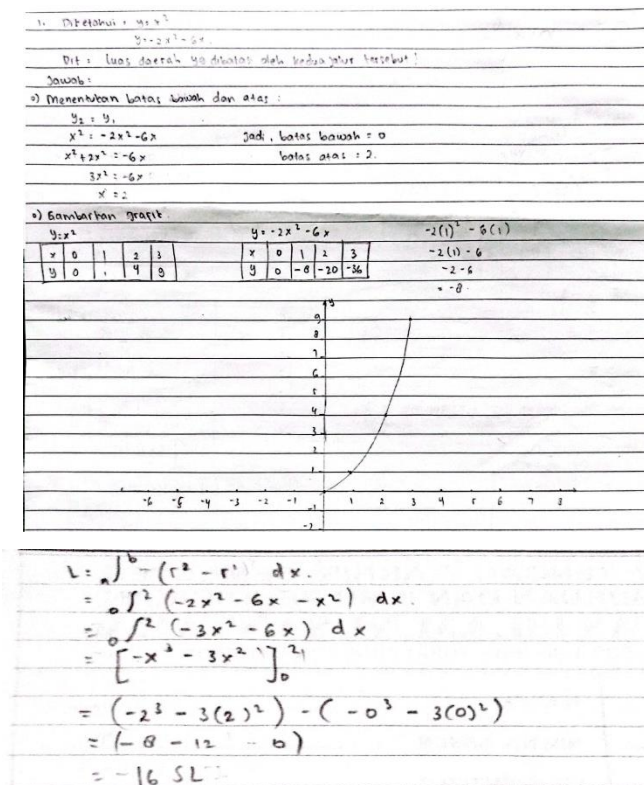 1. Diketahui : y = x²
y = -2x² - 6x.
Dit : Luas daerah yg dibatas oleh kedua tersebut !
Jawab :
o) Menentukan batas bawah dan atas :
y₂ = y₁
x² = -2x² - 6x Jadi, batas bawah = 0
x² + 2x² = -6x batas atas = 2.
3x² = -6x
x = 2
o) Gambarkan grafik.
y = x² y = -2x² - 6x -2(1)² - 6(1)
x 0 1 2 3 x 0 1 2 3 -2(1) - 6
y 0 1 4 9 y 0 -8 -20 -36 -2 - 6
= -8
y
9
8
7
6
5
4
3
2
1
-6 -5 -4 -3 -2 -1 1 2 3 4 5 6 7 8
-1
-2
L = a∫b - (r² - r') dx.
= 0∫2 (-2x² - 6x - x²) dx.
= 0∫2 (-3x² - 6x) dx
= [-x³ - 3x²]₀²
= (-2³ - 3(2)²) - (-0³ - 3(0)²)
= (-8 - 12 - 0)
= -16 SL